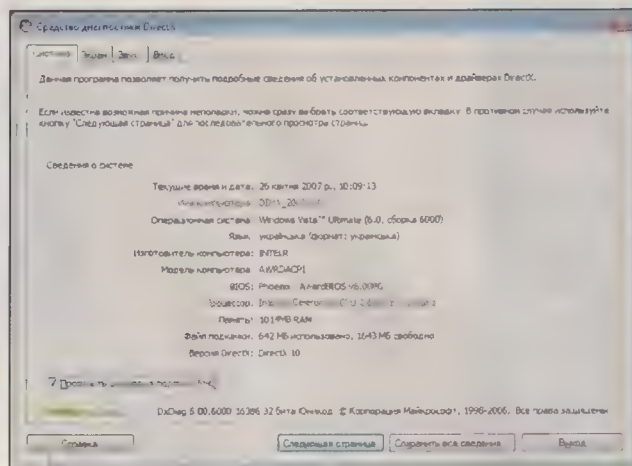 Средство диагностики DirectX
Система Экран Звук Ввод
Данная программа позволяет получить подробные сведения об установленных компонентах и драйверах DirectX.
Если известна возможная причина неполадки, можно сразу выбрать соответствующую вкладку. В противном случае используйте
кнопку "Следующая страница" для последовательного просмотра страниц.
Сведения о системе
Текущие время и дата: 26 квітня 2007 р., 10:09:13
Имя компьютера:
Операционная система: Windows Vista™ Ultimate (6.0, сборка 6000)
Язык: українська (формат: українська)
Изготовитель компьютера: INTELR
Модель компьютера: AWRDACPI
BIOS: Phoenix - AwardBIOS v6.00PG
Процессор:
Память: 1014MB RAM
Файл подкачки: 642 МБ использовано, 1643 МБ свободно
Версия DirectX: DirectX 10
DxDiag 6.00.6000.16386 32 бита Юникод © Корпорация Майкрософт, 1998-2006. Все права защищены
Справка Следующая страница Сохранить все сведения Выход